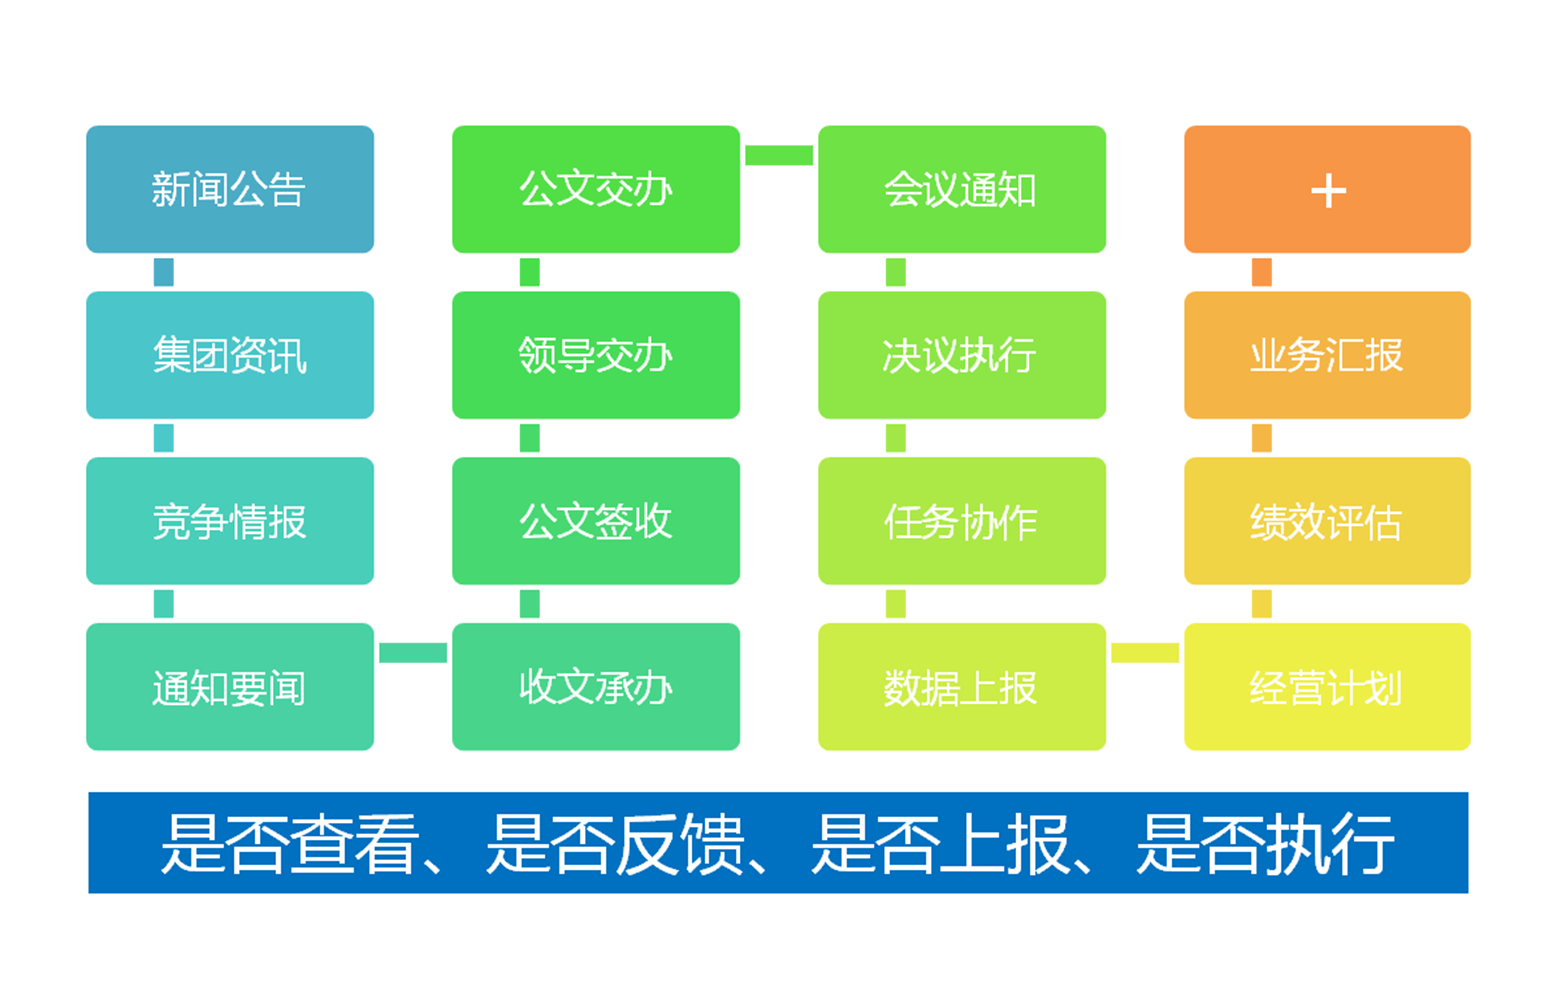 新闻公告
集团资讯
竞争情报
通知要闻
收文承办
公文签收
领导交办
公文交办
会议通知
决议执行
任务协作
数据上报
经营计划
绩效评估
业务汇报
+
是否查看、是否反馈、是否上报、是否执行